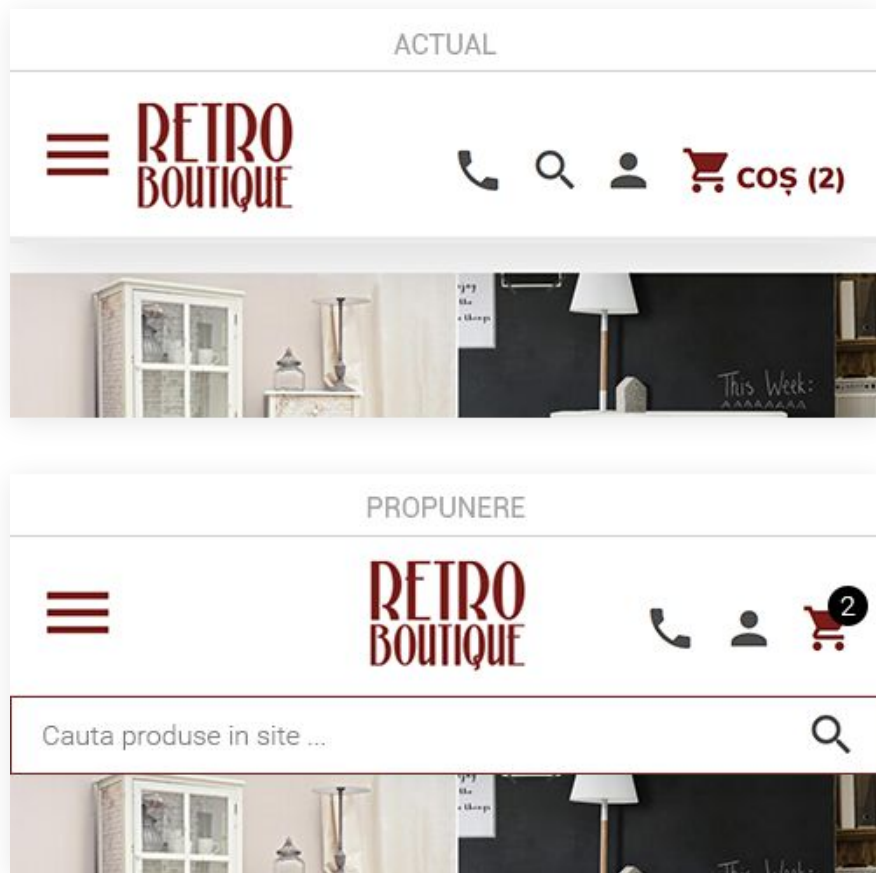 ACTUAL
RETRO
BOUTIQUE
COȘ (2)
This Week:
PROPUNERE
RETRO
BOUTIQUE
2
Cauta produse in site ...